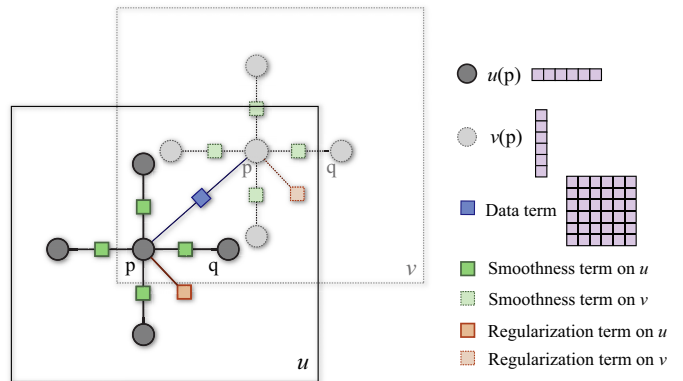 p
q
v
p
q
u
u(p)
v(p)
Data term
Smoothness term on u
Smoothness term on v
Regularization term on u
Regularization term on v